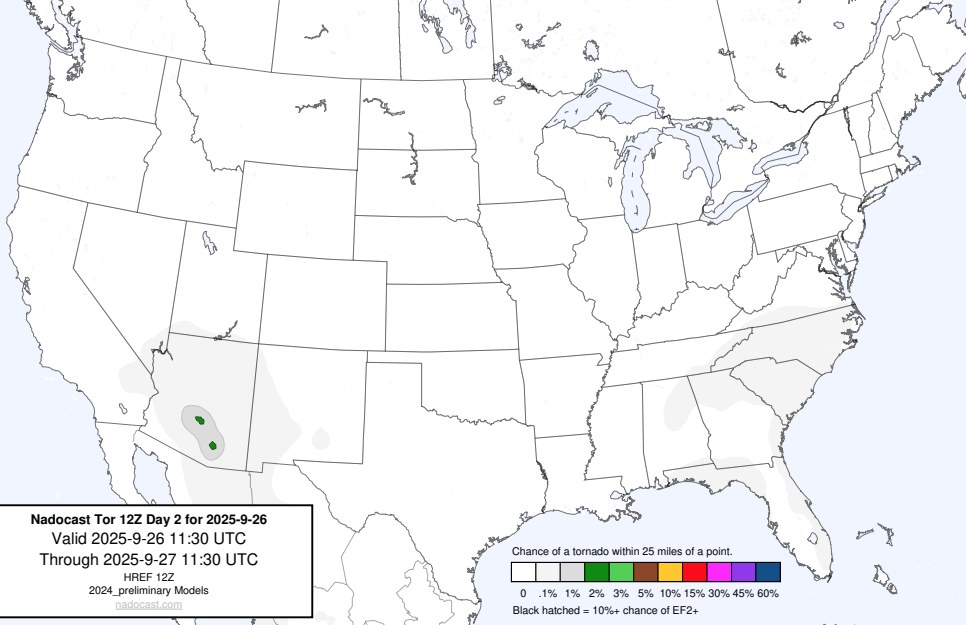 Nadocast Tor 12Z Day 2 for 2025-9-26
Valid 2025-9-26 11:30 UTC
Through 2025-9-27 11:30 UTC
HREF 12Z
2024_preliminary Models
nadocast.com
Chance of a tornado within 25 miles of a point.
0 .1% 1% 2% 3% 5% 10% 15% 30% 45% 60%
Black hatched = 10%+ chance of EF2+